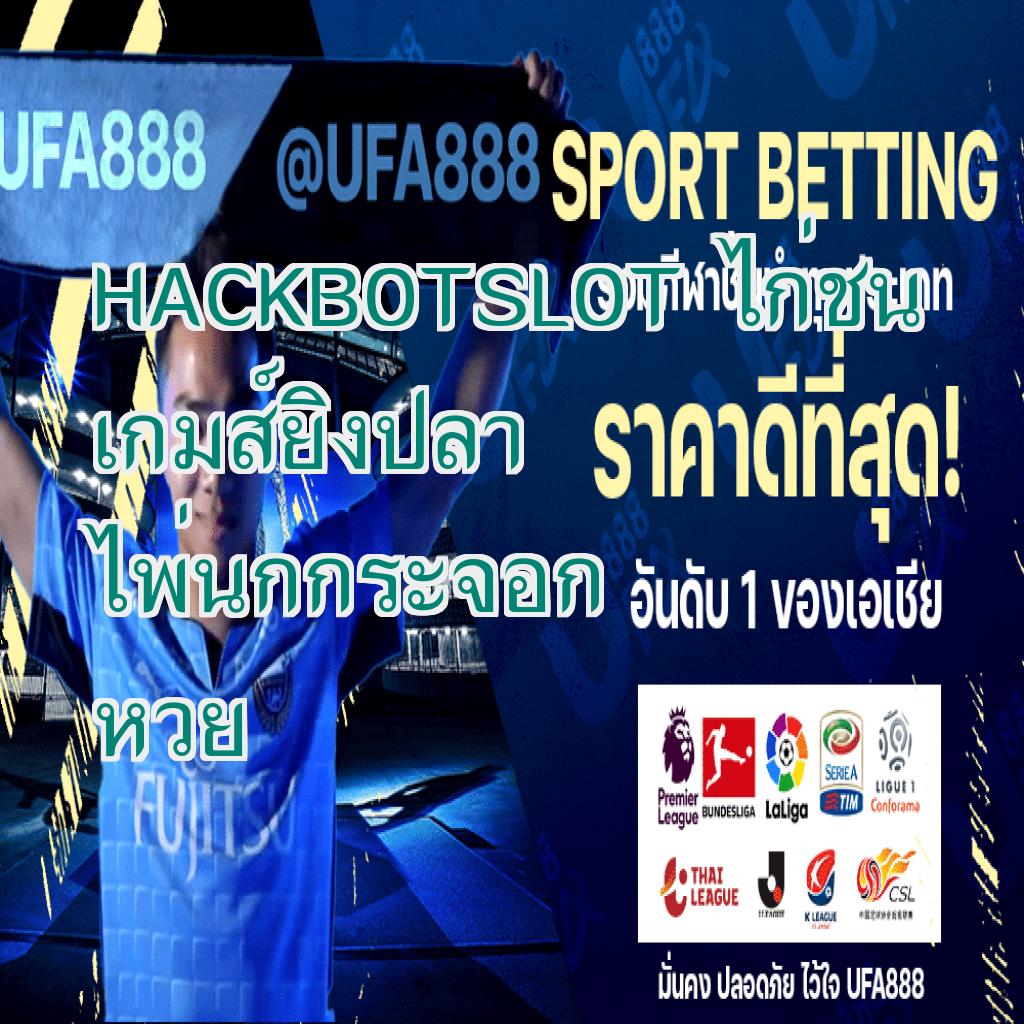 UFA888
@UFA888
SPORT BETTING
HACKBOTSLOT ไก่ชน
เกมส์ยิงปลา
ไพ่นกกระจอก
หวย
ราคาดีที่สุด!
อันดับ 1 ของเอเชีย
FUJITSU
Premier League
BUNDESLIGA
LaLiga
SERIE A
TIM
LIGUE 1
Conforama
THAI LEAGUE
J.LEAGUE
K LEAGUE
CSL
มั่นคง ปลอดภัย ไว้ใจ UFA888